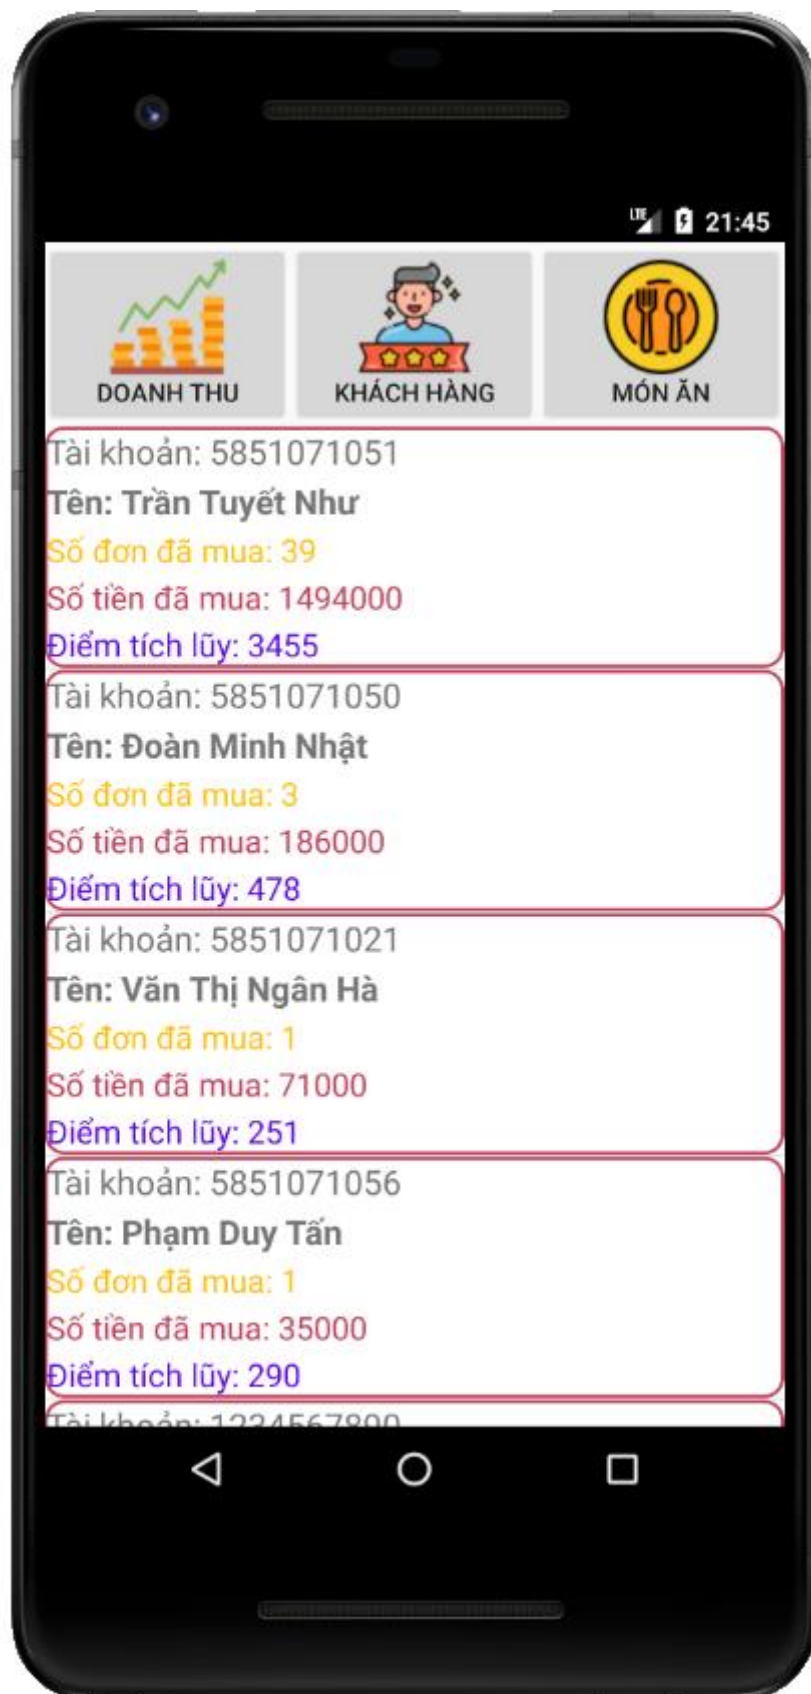 LTE 21:45
DOANH THU KHÁCH HÀNG MÓN ĂN
Tài khoản: 5851071051
Tên: Trần Tuyết Như
Số đơn đã mua: 39
Số tiền đã mua: 1494000
Điểm tích lũy: 3455
Tài khoản: 5851071050
Tên: Đoàn Minh Nhật
Số đơn đã mua: 3
Số tiền đã mua: 186000
Điểm tích lũy: 478
Tài khoản: 5851071021
Tên: Văn Thị Ngân Hà
Số đơn đã mua: 1
Số tiền đã mua: 71000
Điểm tích lũy: 251
Tài khoản: 5851071056
Tên: Phạm Duy Tấn
Số đơn đã mua: 1
Số tiền đã mua: 35000
Điểm tích lũy: 290
Tài khoản: